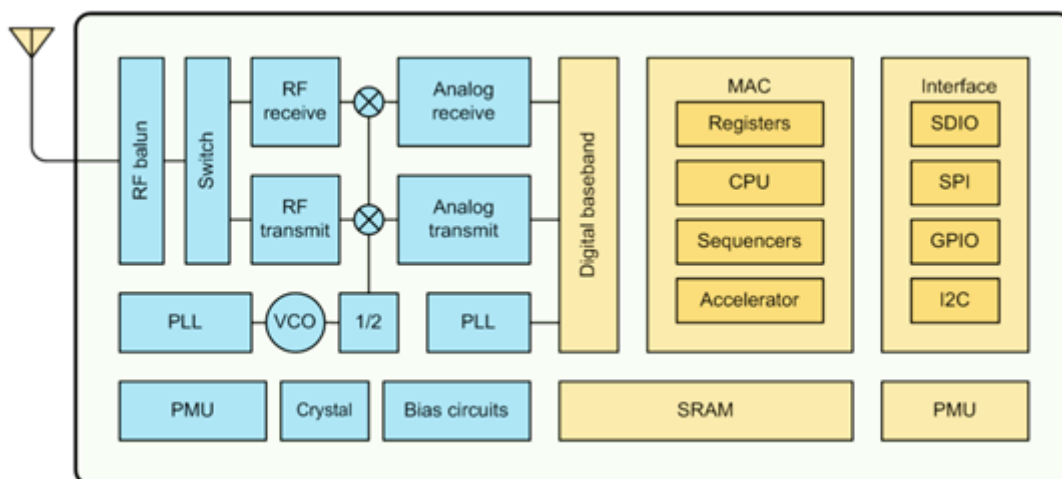 RF balun
Switch
RF
receive
Analog
receive
RF
transmit
Analog
transmit
PLL
VCO
1/2
PLL
PMU
Crystal
Bias circuits
Digital baseband
MAC
Registers
CPU
Sequencers
Accelerator
Interface
SDIO
SPI
GPIO
I2C
SRAM
PMU